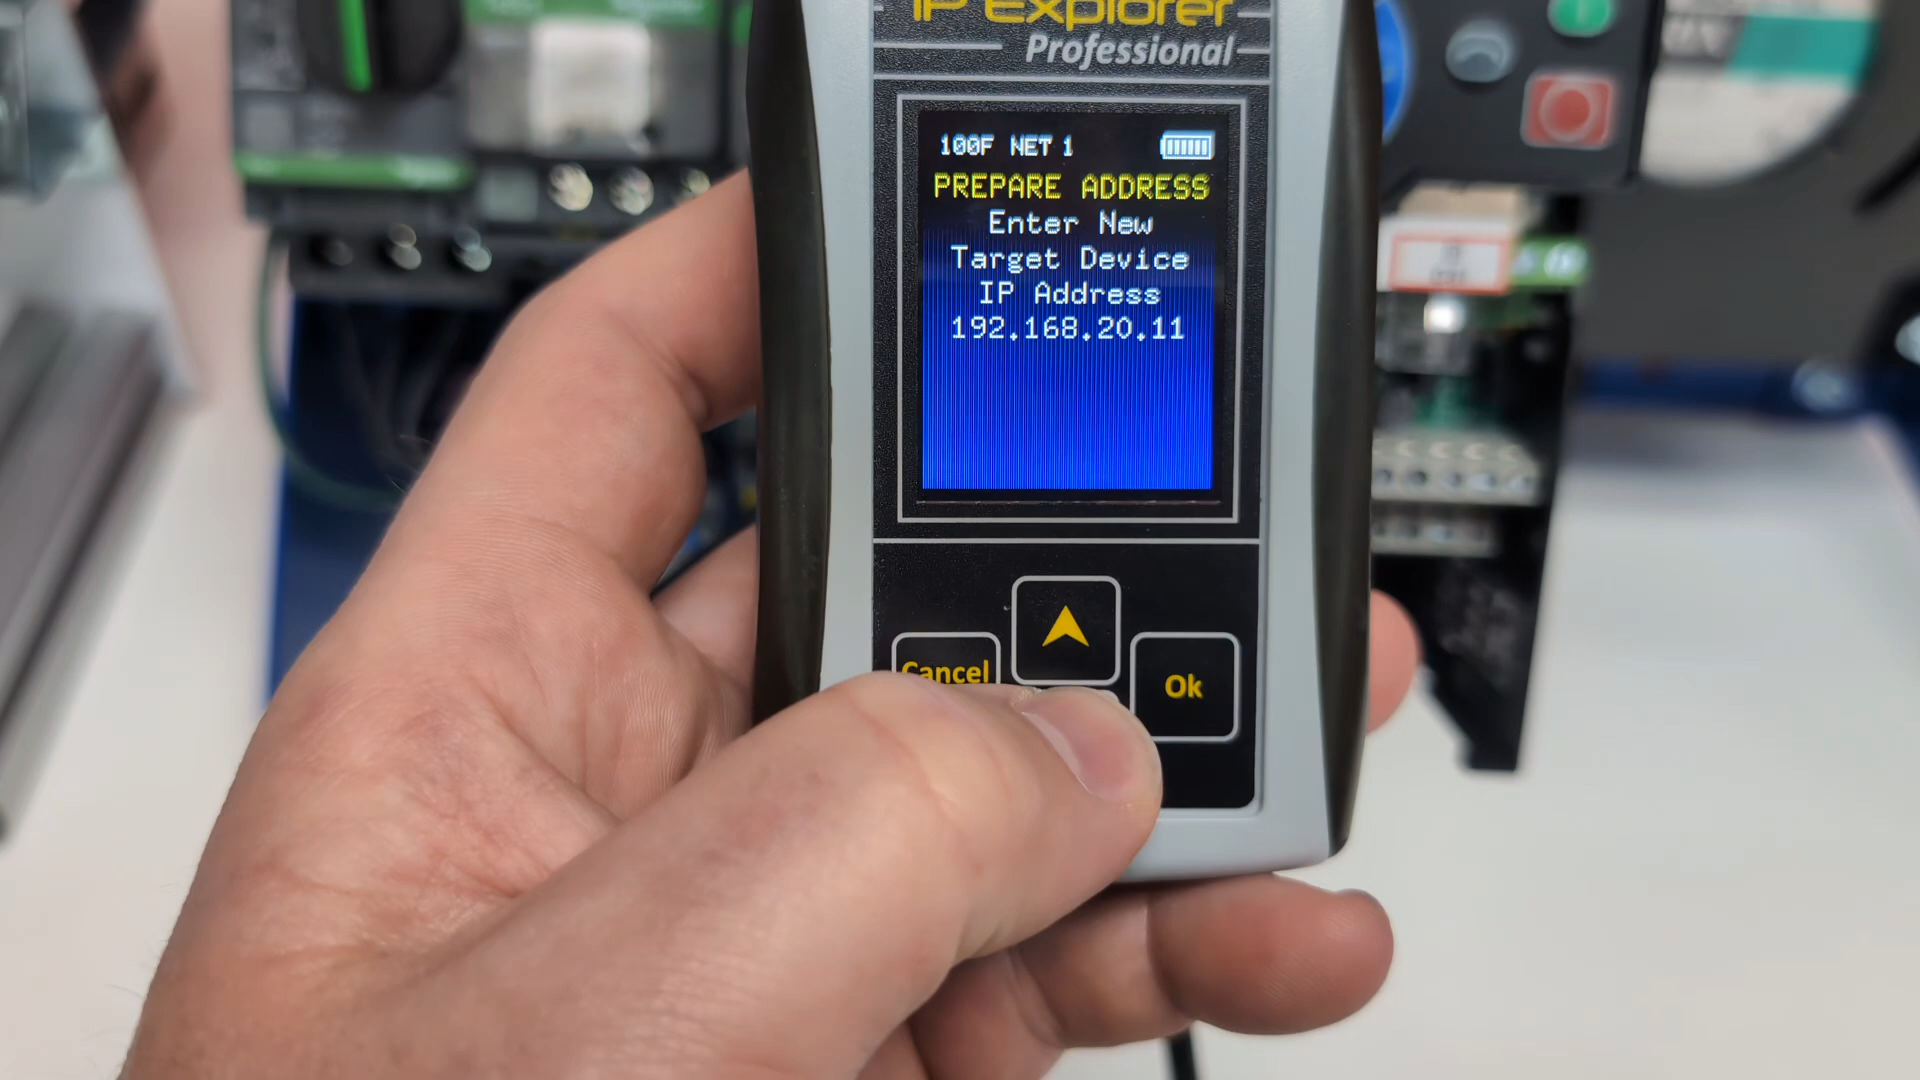 IP Explorer
Professional
100F NET 1
PREPARE ADDRESS
Enter New
Target Device
IP Address
192.168.20.11
Cancel
Ok